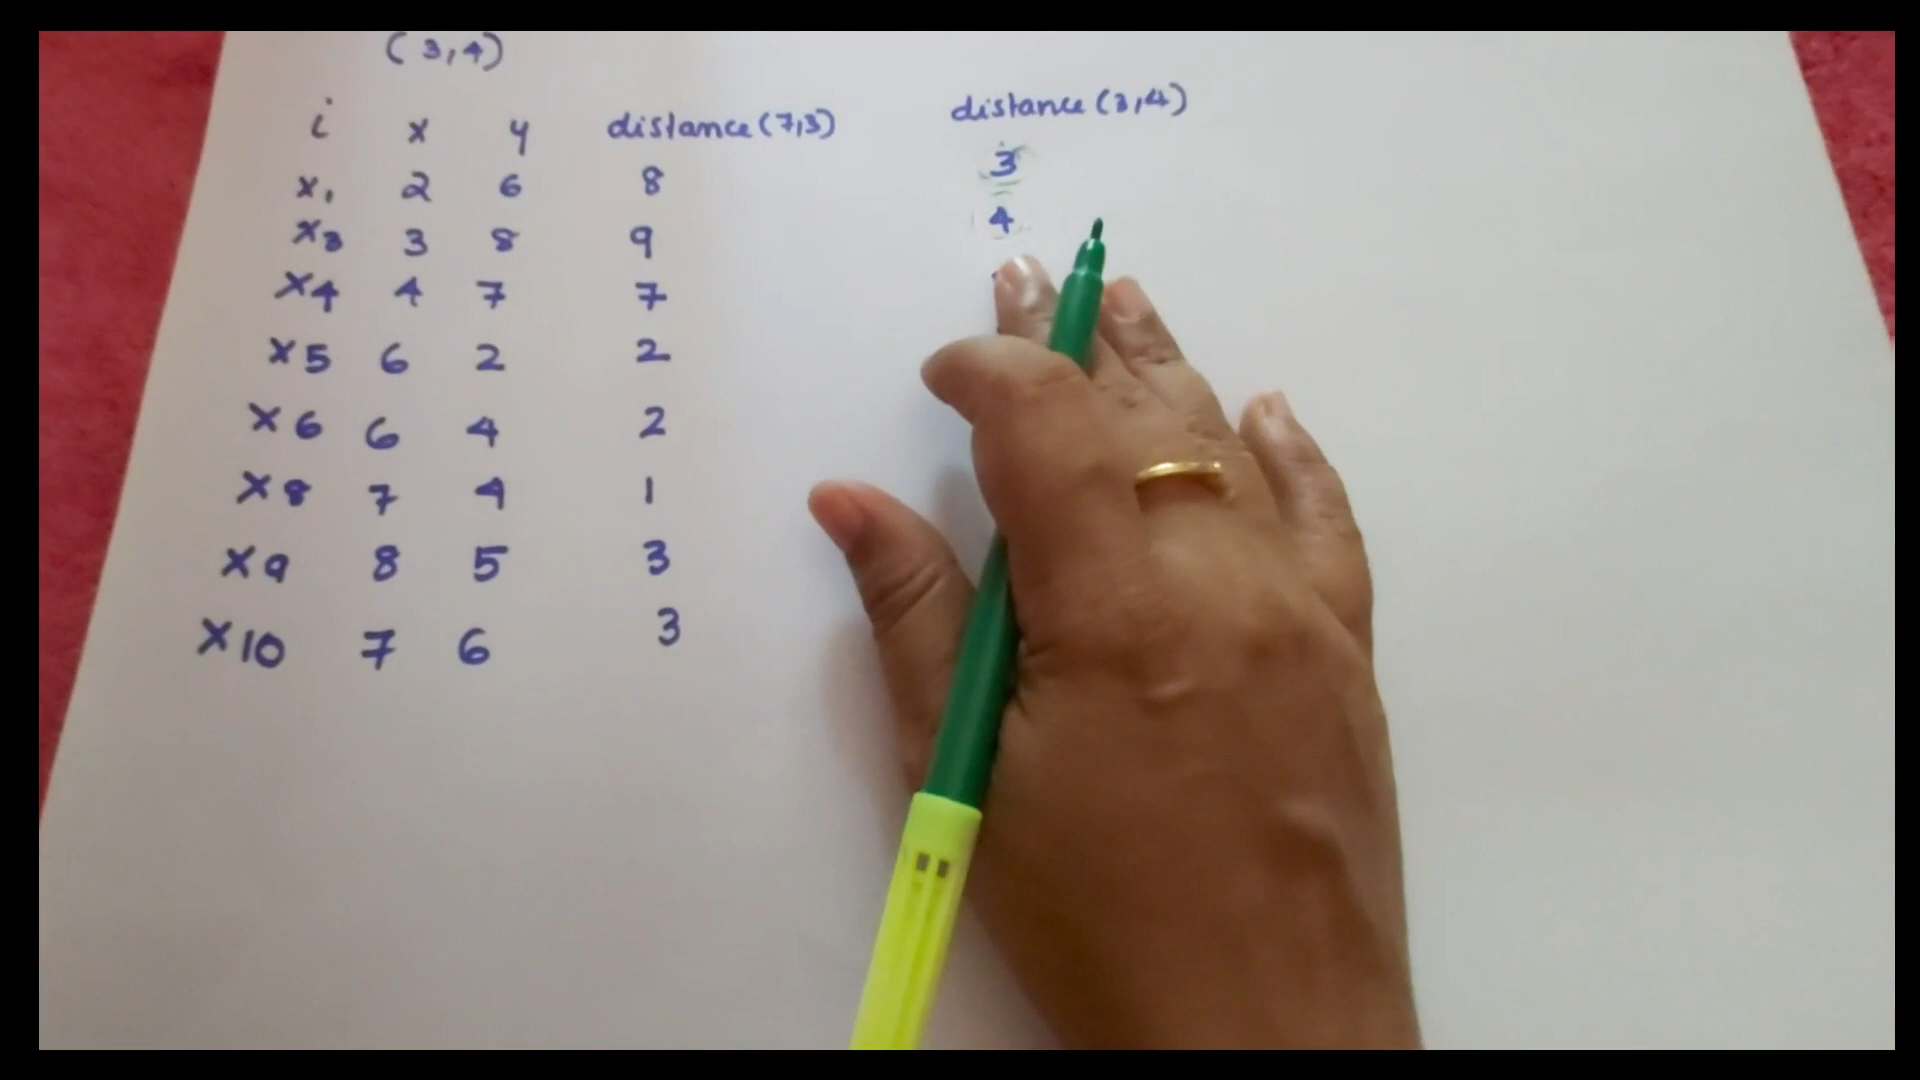 (3,4)
i x y distance(7,3) distance(3,4)
x1 2 6 8 3
x3 3 8 9 4
x4 4 7 7
x5 6 2 2
x6 6 4 2
x8 7 4 1
x9 8 5 3
x10 7 6 3